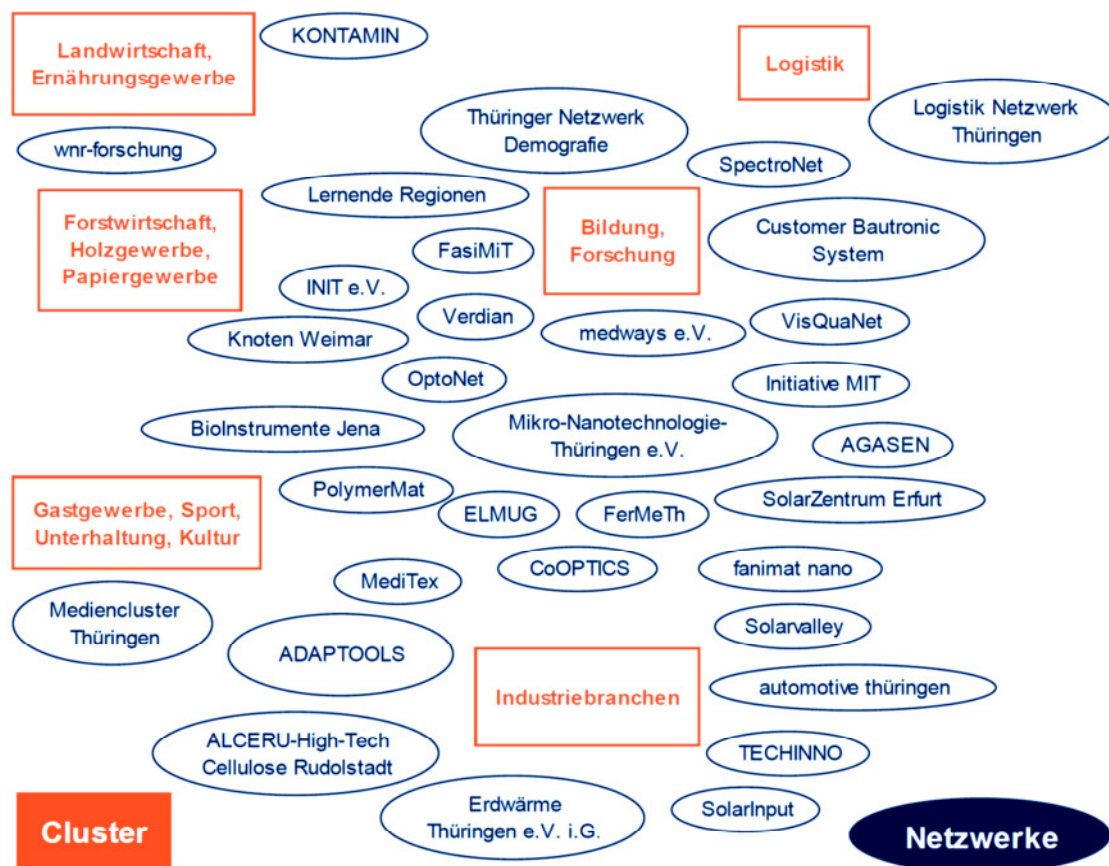 Landwirtschaft,
Ernährungsgewerbe
KONTAMIN
Logistik
Logistik Netzwerk
Thüringen
Thüringer Netzwerk
Demografie
wnr-forschung
SpectroNet
Lernende Regionen
Forstwirtschaft,
Holzgewerbe,
Papiergewerbe
Bildung,
Forschung
Customer Bautronic
System
FasiMiT
INIT e.V.
Verdian
medways e.V.
VisQuaNet
Knoten Weimar
OptoNet
Initiative MIT
BioInstrumente Jena
Mikro-Nanotechnologie-
Thüringen e.V.
AGASEN
PolymerMat
Gastgewerbe, Sport,
Unterhaltung, Kultur
ELMUG
FerMeTh
SolarZentrum Erfurt
MediTex
CoOPTICS
fanimat nano
Mediencluster
Thüringen
Solarvalley
ADAPTOOLS
Industriebranchen
automotive thüringen
ALCERU-High-Tech
Cellulose Rudolstadt
TECHINNO
Erdwärme
Thüringen e.V. i.G.
SolarInput
Cluster
Netzwerke